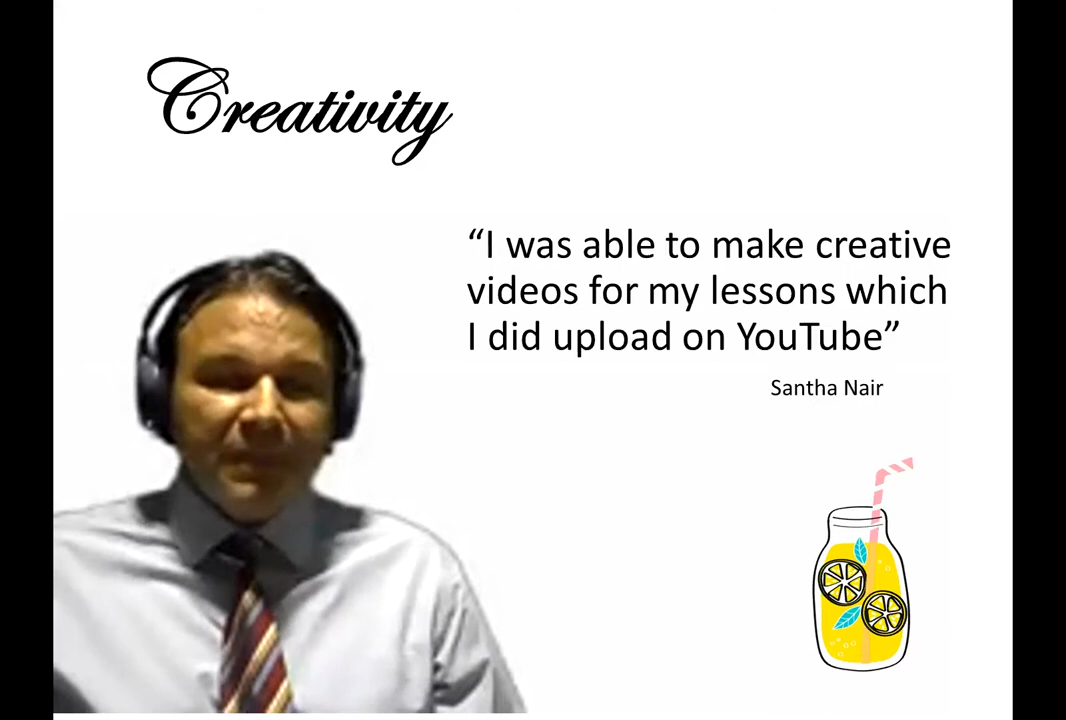 Creativity
“I was able to make creative
videos for my lessons which
I did upload on YouTube”
Santha Nair